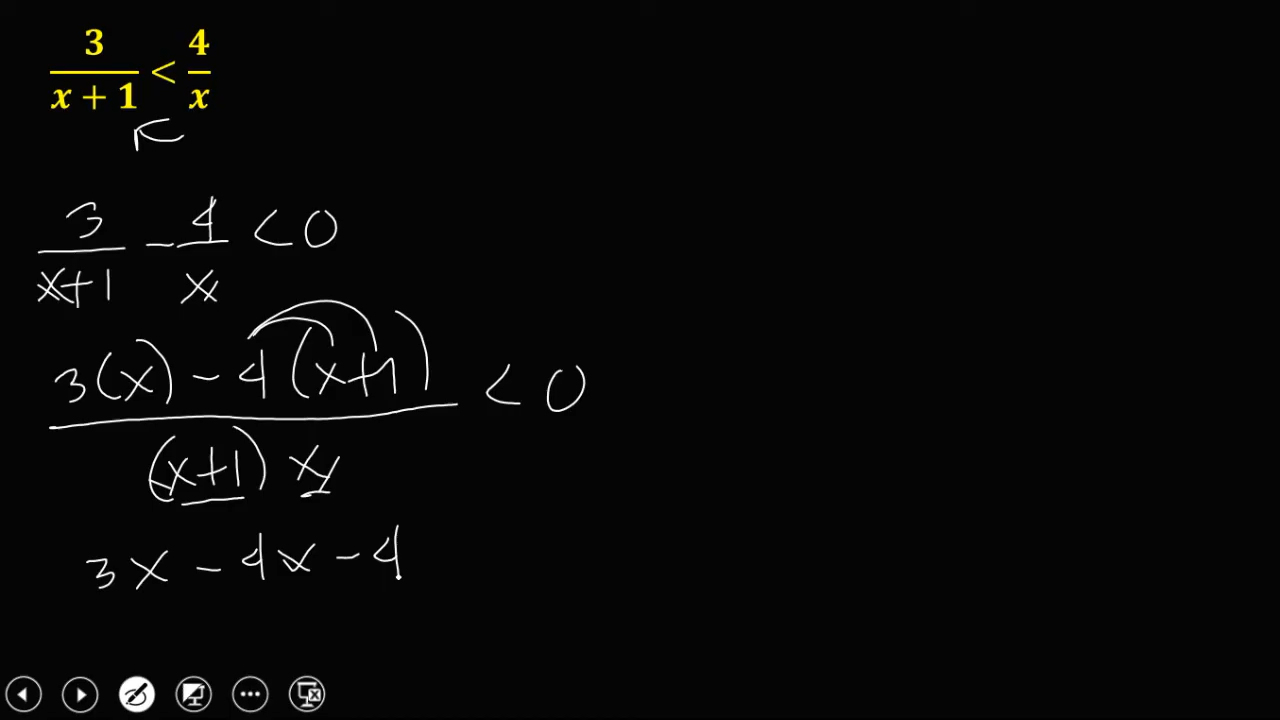 3/(x + 1) < 4/x
3/(x+1) - 4/x < 0
(3(x) - 4(x+1))/((x+1) x) < 0
3x - 4x - 4